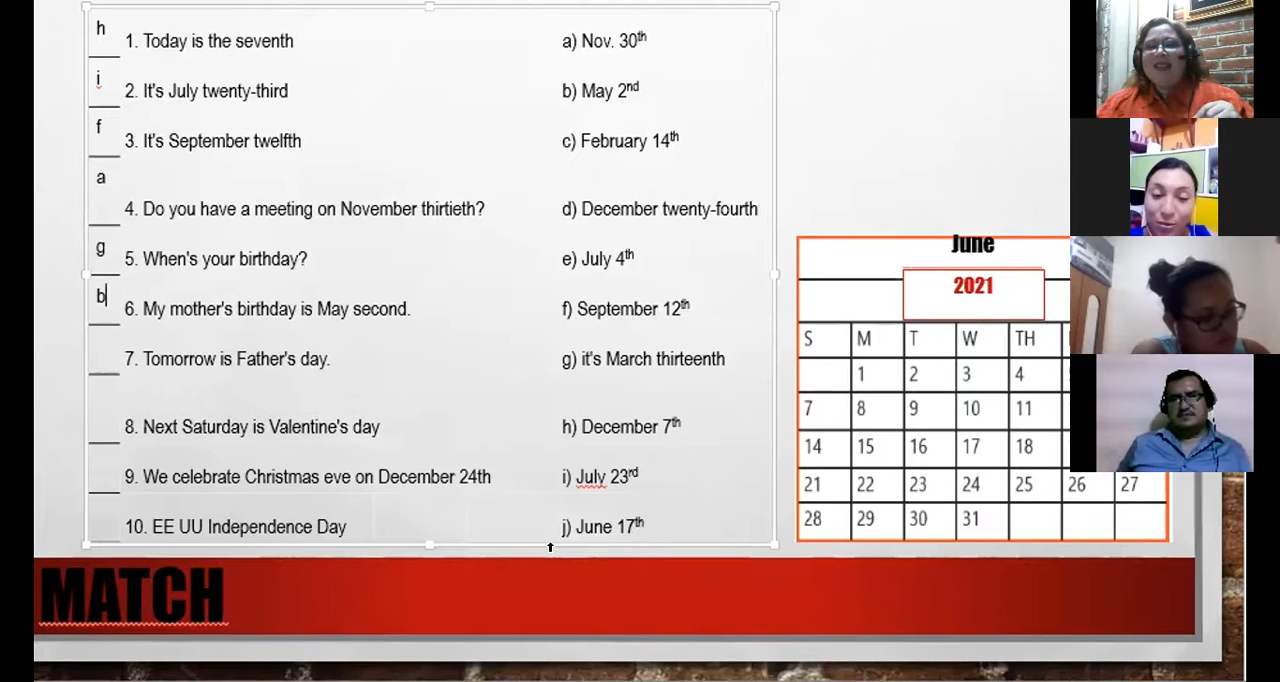 h
1. Today is the seventh
a) Nov. 30th
i
2. It's July twenty-third
b) May 2nd
f
3. It's September twelfth
c) February 14th
a
4. Do you have a meeting on November thirtieth?
d) December twenty-fourth
g
5. When's your birthday?
e) July 4th
b
6. My mother's birthday is May second.
f) September 12th
7. Tomorrow is Father's day.
g) it's March thirteenth
8. Next Saturday is Valentine's day
h) December 7th
9. We celebrate Christmas eve on December 24th
i) July 23rd
10. EE UU Independence Day
j) June 17th
June
2021
S M T W TH
1 2 3 4
7 8 9 10 11
14 15 16 17 18
21 22 23 24 25 26 27
28 29 30 31
MATCH